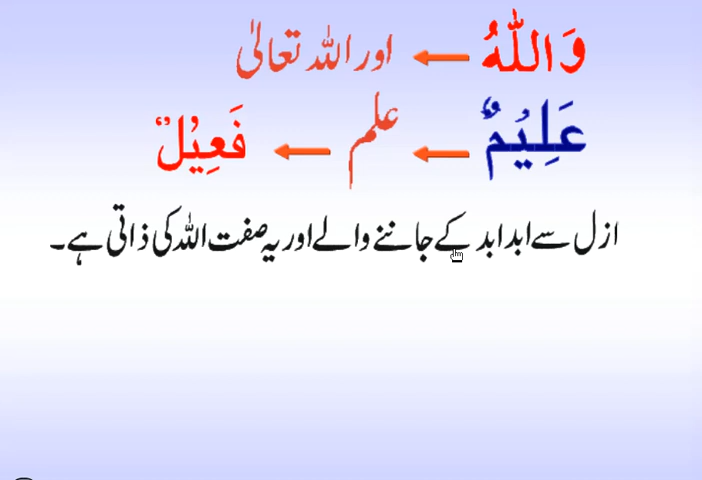 وَاللّٰهُ ← اور اللہ تعالیٰ
عَلِيْمٌ ← علم ← فَعِيْلٌ
ازل سے ابد ابد کے جاننے والے اور یہ صفت اللہ کی ذاتی ہے۔